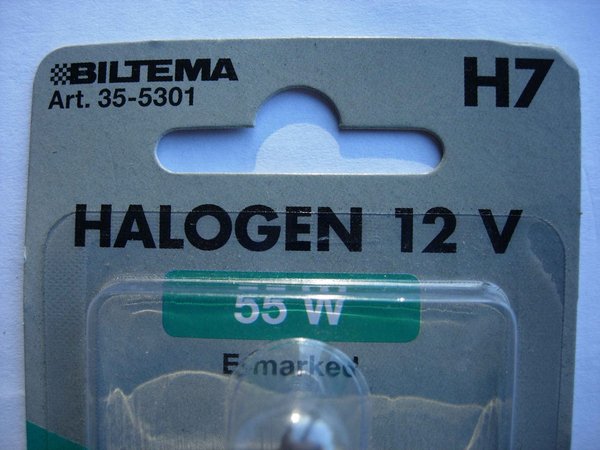 BILTEMA
Art. 35-5301
H7
HALOGEN 12 V
55 W
E-marked